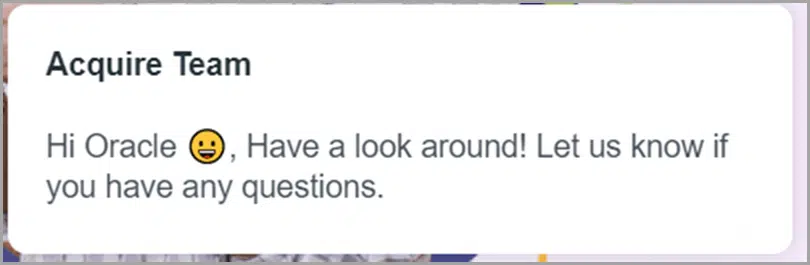 Acquire Team
Hi Oracle 😀, Have a look around! Let us know if
you have any questions.